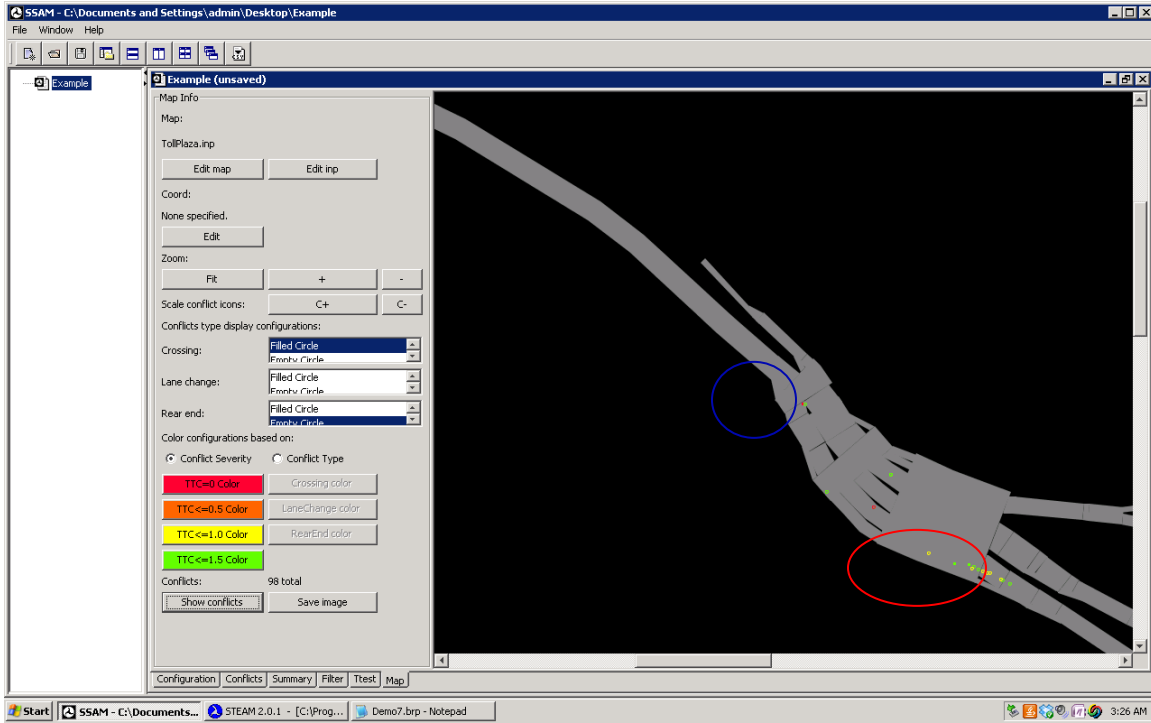 SSAM - C:\Documents and Settings\admin\Desktop\Example
File Window Help
Example
Example (unsaved)
Map Info
Map:
TollPlaza.inp
Edit map Edit inp
Coord:
None specified.
Edit
Zoom:
Fit + -
Scale conflict icons: C+ C-
Conflicts type display configurations:
Crossing: Filled Circle
Empty Circle
Lane change: Filled Circle
Empty Circle
Rear end: Filled Circle
Empty Circle
Color configurations based on:
Conflict Severity Conflict Type
TTC=0 Color Crossing color
TTC<=0.5 Color LaneChange color
TTC<=1.0 Color RearEnd color
TTC<=1.5 Color
Conflicts: 98 total
Show conflicts Save image
Configuration Conflicts Summary Filter Ttest Map
Start SSAM - C:\Documents... STEAM 2.0.1 - [C:\Prog... Demo7.brp - Notepad 3:26 AM